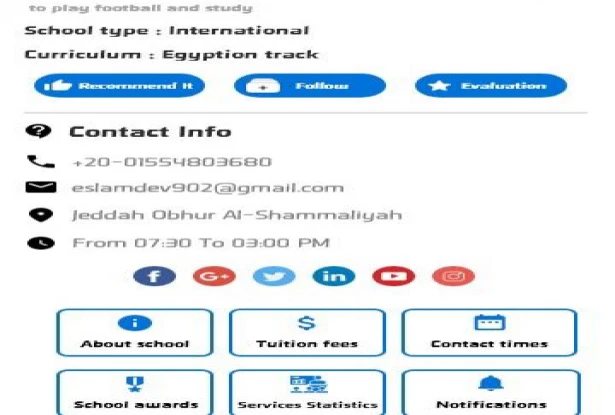 to play football and study
School type : International
Curriculum : Egyption track
Recommend It Follow Evaluation
Contact Info
+20-01554803680
eslamdev902@gmail.com
Jeddah Obhur Al-Shammaliyah
From 07:30 To 03:00 PM
f G+ in
About school Tuition fees Contact times
School awards Services Statistics Notifications